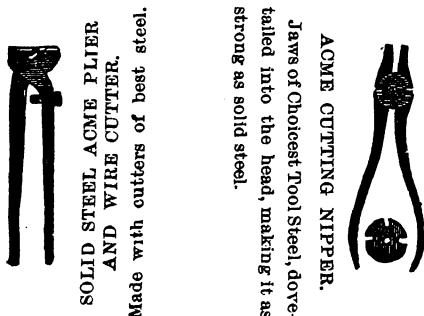 SOLID STEEL ACME PLIER
AND WIRE CUTTER.
Made with cutters of best steel.
ACME CUTTING NIPPER.
Jaws of Choicest Tool Steel, dove-
tailed into the head, making it as
strong as solid steel.